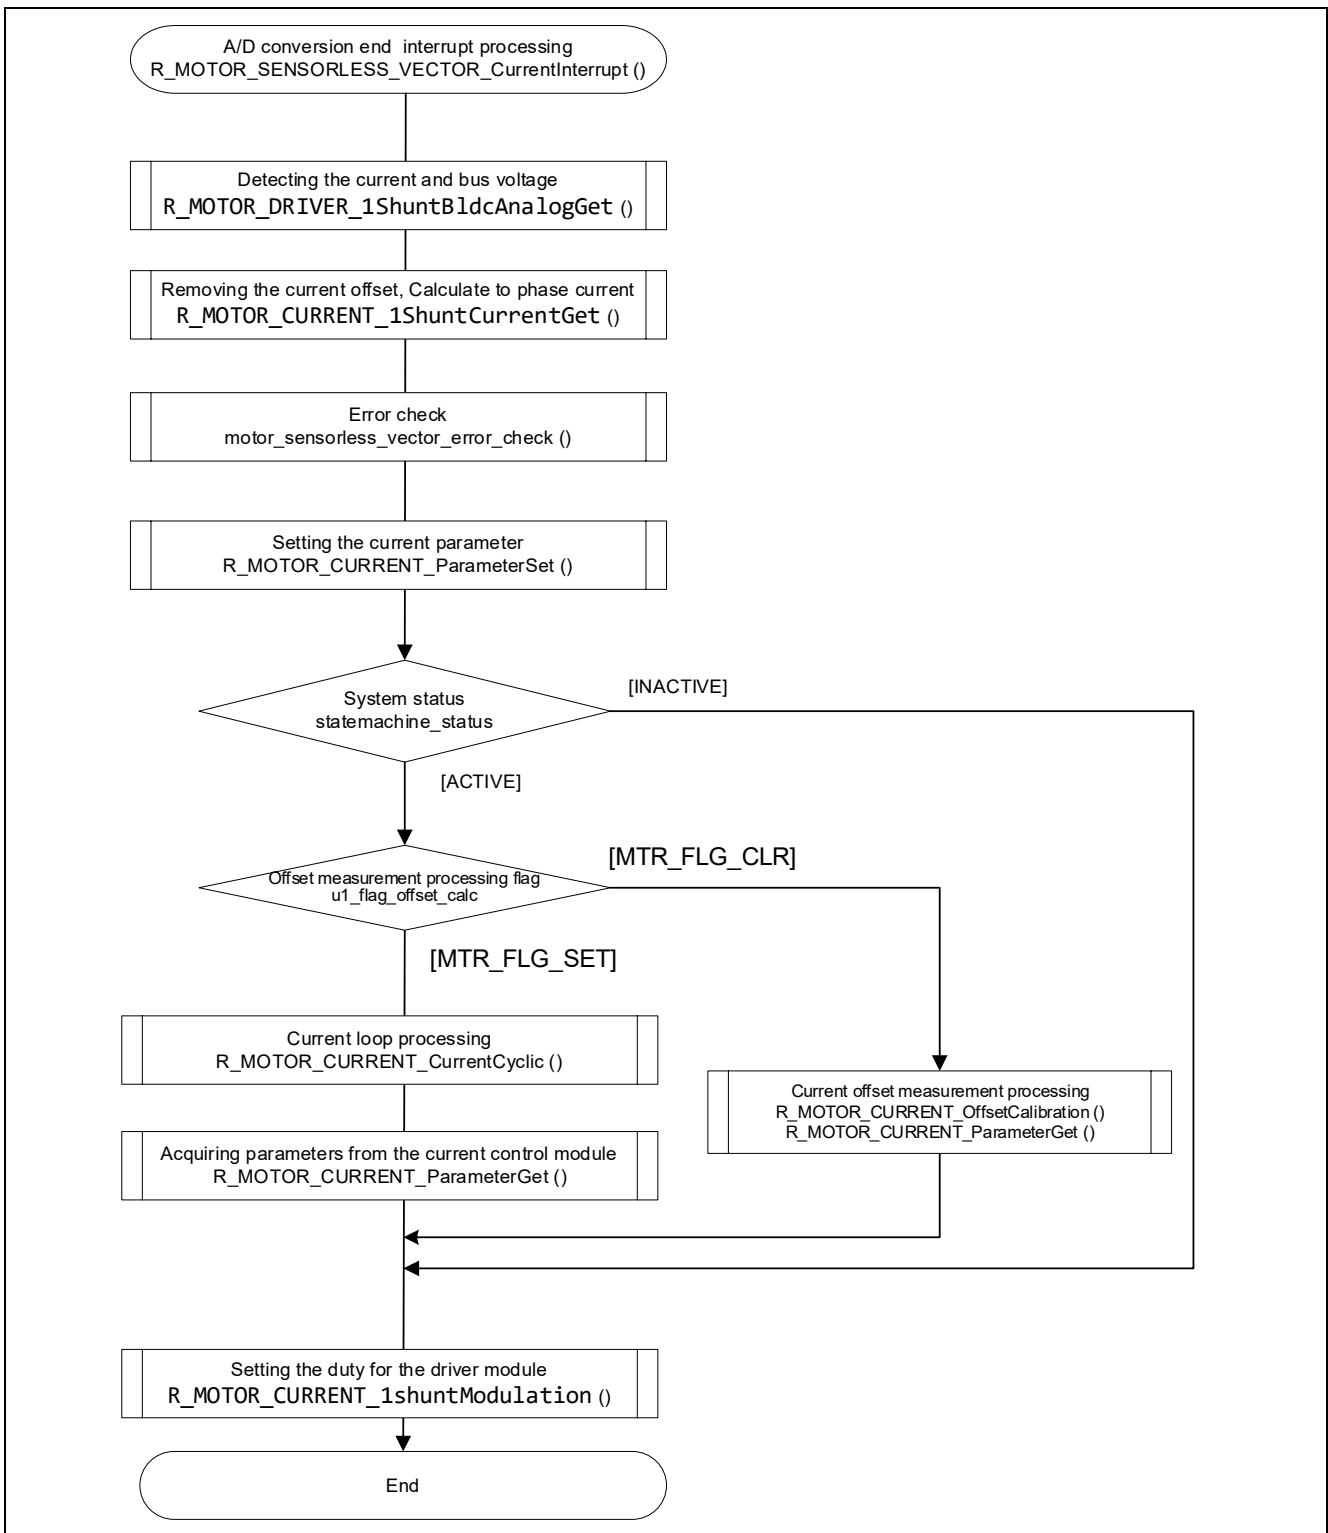 A/D conversion end interrupt processing
R_MOTOR_SENSORLESS_VECTOR_CurrentInterrupt ()
Detecting the current and bus voltage
R_MOTOR_DRIVER_1ShuntBldcAnalogGet ()
Removing the current offset, Calculate to phase current
R_MOTOR_CURRENT_1ShuntCurrentGet ()
Error check
motor_sensorless_vector_error_check ()
Setting the current parameter
R_MOTOR_CURRENT_ParameterSet ()
System status
statemachine_status
[INACTIVE]
[ACTIVE]
Offset measurement processing flag
u1_flag_offset_calc
[MTR_FLG_CLR]
[MTR_FLG_SET]
Current loop processing
R_MOTOR_CURRENT_CurrentCyclic ()
Current offset measurement processing
R_MOTOR_CURRENT_OffsetCalibration ()
R_MOTOR_CURRENT_ParameterGet ()
Acquiring parameters from the current control module
R_MOTOR_CURRENT_ParameterGet ()
Setting the duty for the driver module
R_MOTOR_CURRENT_1shuntModulation ()
End